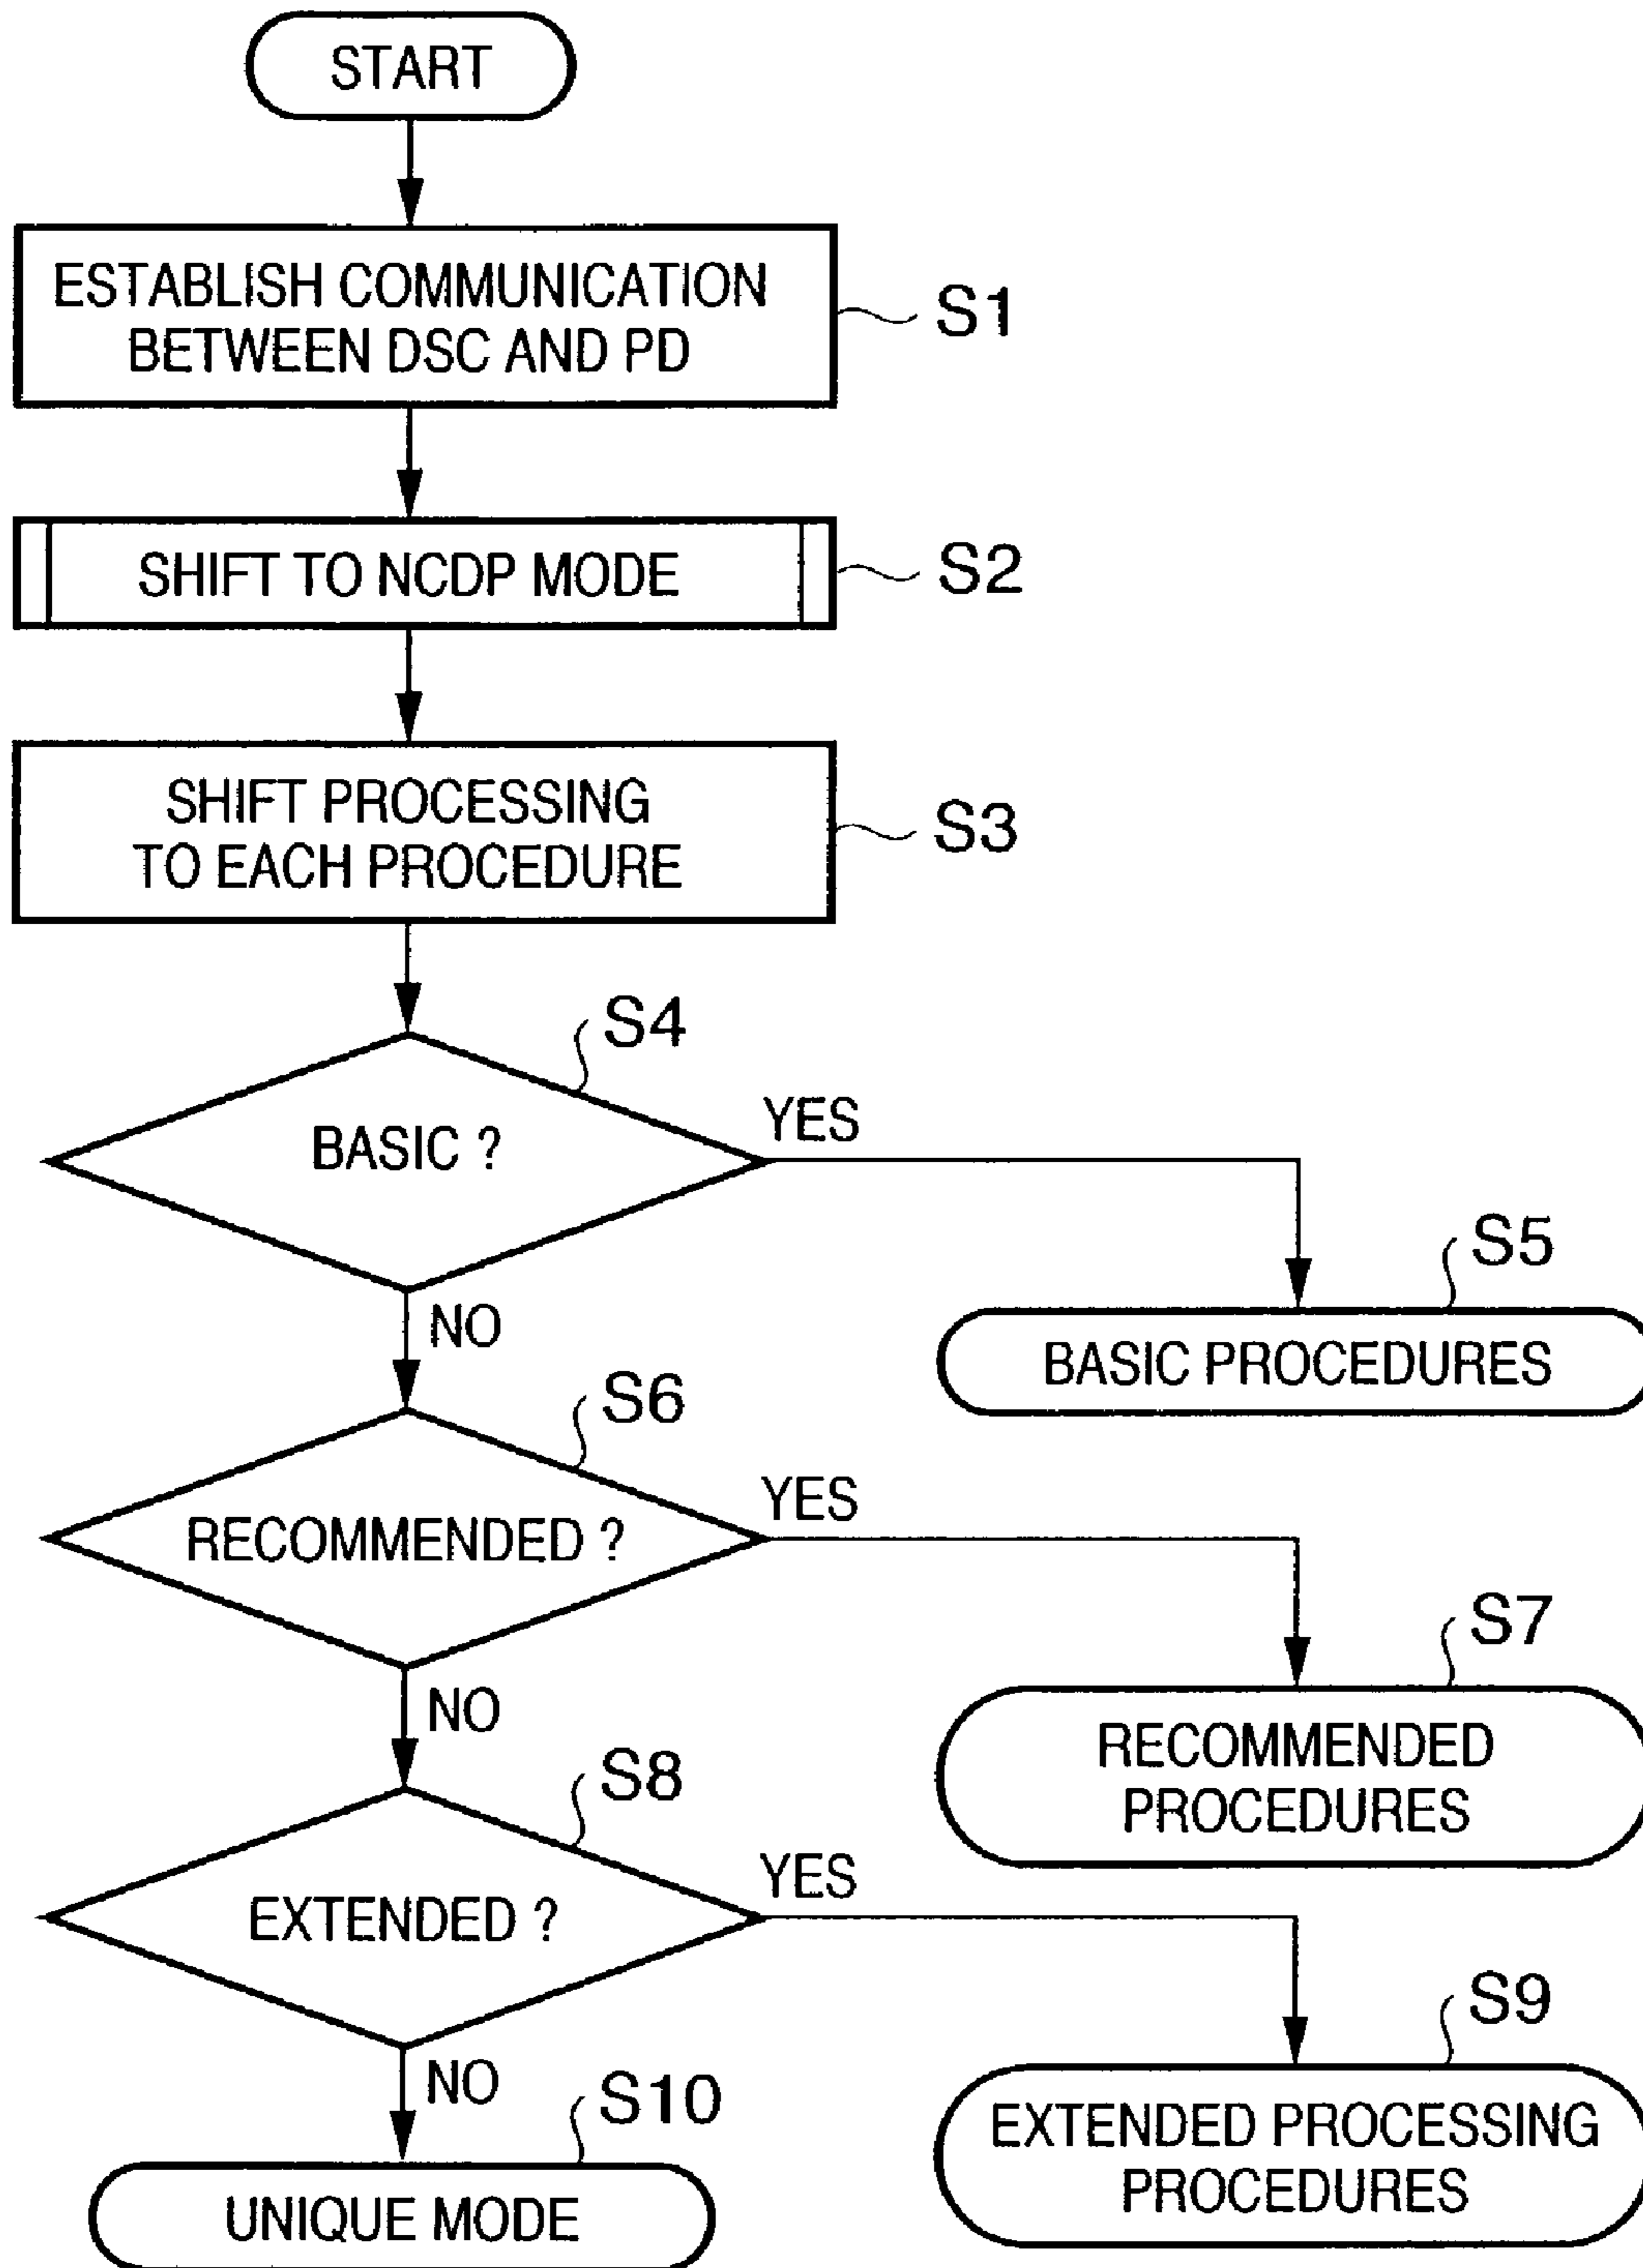 START
ESTABLISH COMMUNICATION
BETWEEN DSC AND PD
S1
SHIFT TO NCDP MODE
S2
SHIFT PROCESSING
TO EACH PROCEDURE
S3
S4
BASIC ?
YES
NO
S5
BASIC PROCEDURES
S6
RECOMMENDED ?
YES
NO
S7
RECOMMENDED
PROCEDURES
S8
EXTENDED ?
YES
NO
S9
EXTENDED PROCESSING
PROCEDURES
S10
UNIQUE MODE